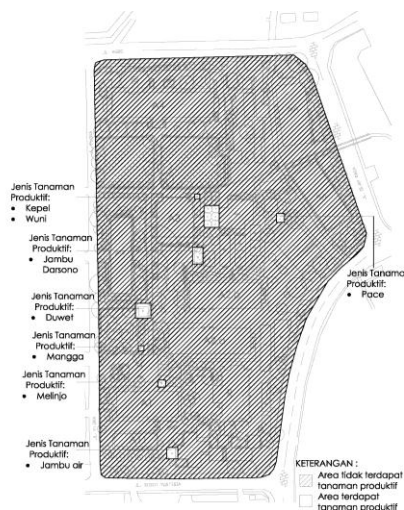 Jenis Tanaman
Produktif:
• Kepel
• Wuni
Jenis Tanaman
Produktif:
• Jambu
Darsono
Jenis Tanaman
Produktif:
• Duwet
Jenis Tanaman
Produktif:
• Mangga
Jenis Tanaman
Produktif:
• Melinjo
Jenis Tanaman
Produktif:
• Jambu air
Jenis Tanama
Produktif:
• Pace
KETERANGAN :
Area tidak terdapat
tanaman produktif
Area terdapat
tanaman produktif